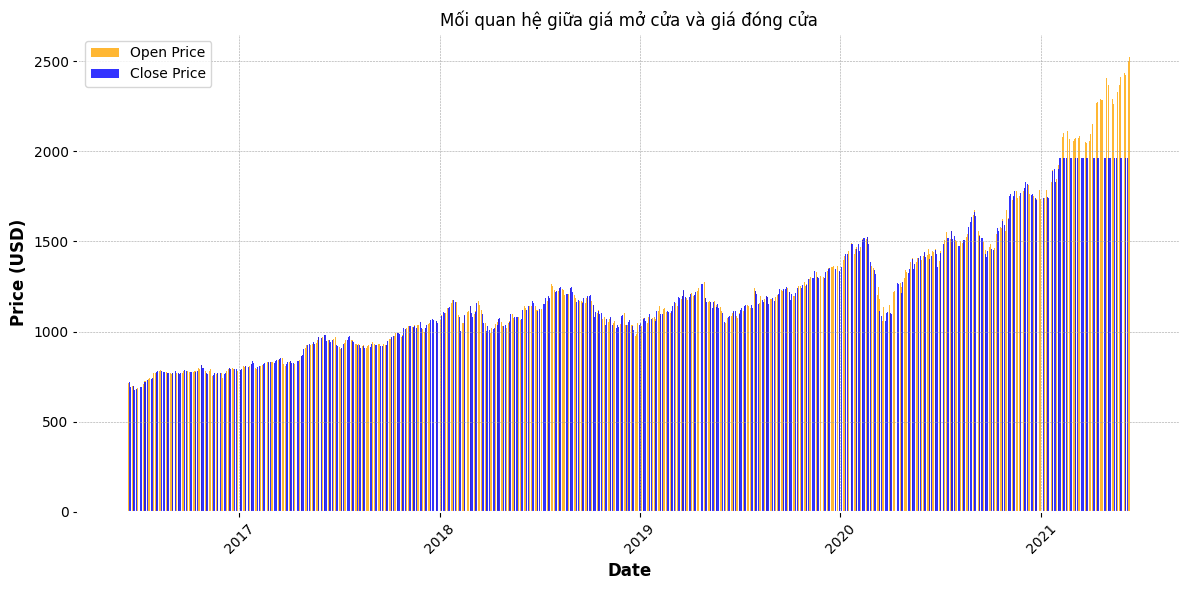 Mối quan hệ giữa giá mở cửa và giá đóng cửa
Open Price
Close Price
2500
2000
1500
1000
500
0
Price (USD)
2017
2018
2019
2020
2021
Date